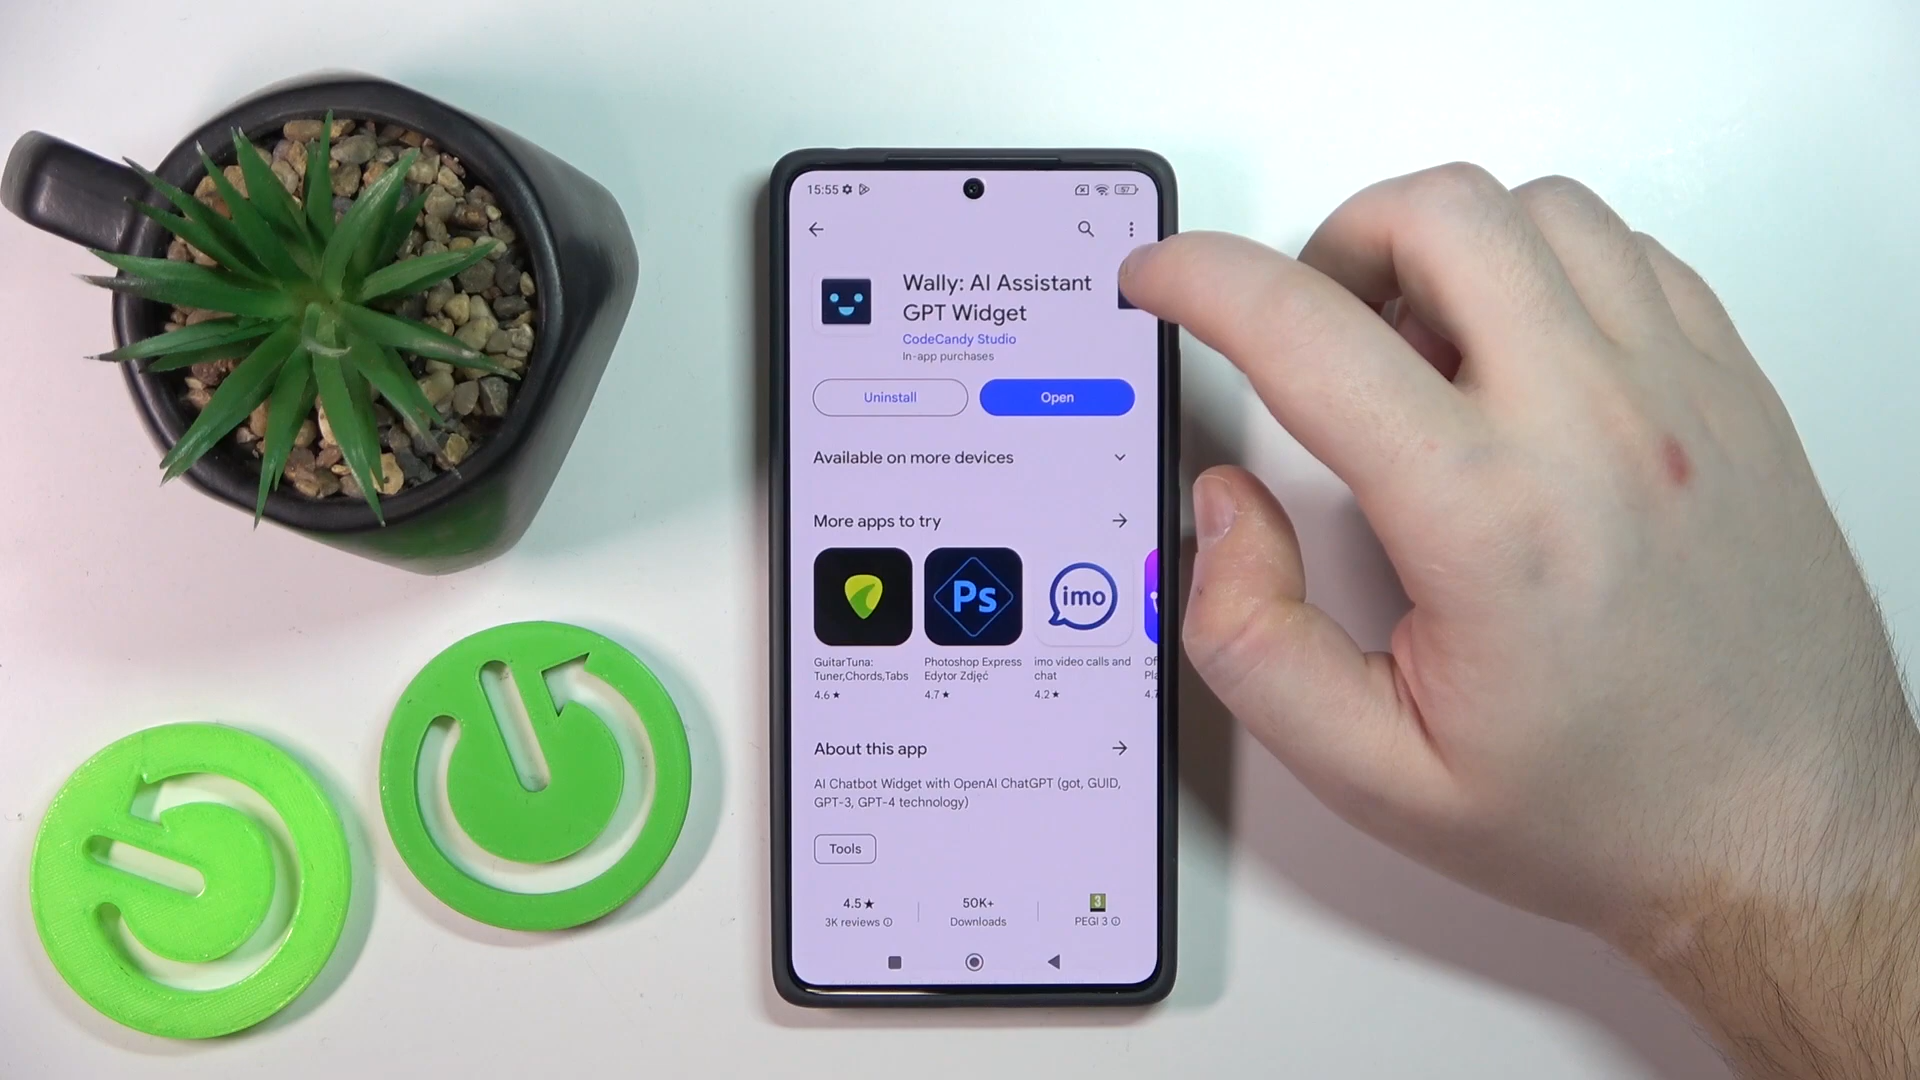 15:55
57
Wally: AI Assistant
GPT Widget
CodeCandy Studio
In-app purchases
Uninstall
Open
Available on more devices
More apps to try
Ps
imo
GuitarTuna:
Tuner,Chords,Tabs
4.6★
Photoshop Express
Edytor Zdjęć
4.7★
imo video calls and
chat
4.2★
About this app
AI Chatbot Widget with OpenAI ChatGPT (got, GUID,
GPT-3, GPT-4 technology)
Tools
4.5★
3K reviews
50K+
Downloads
3
PEGI 3